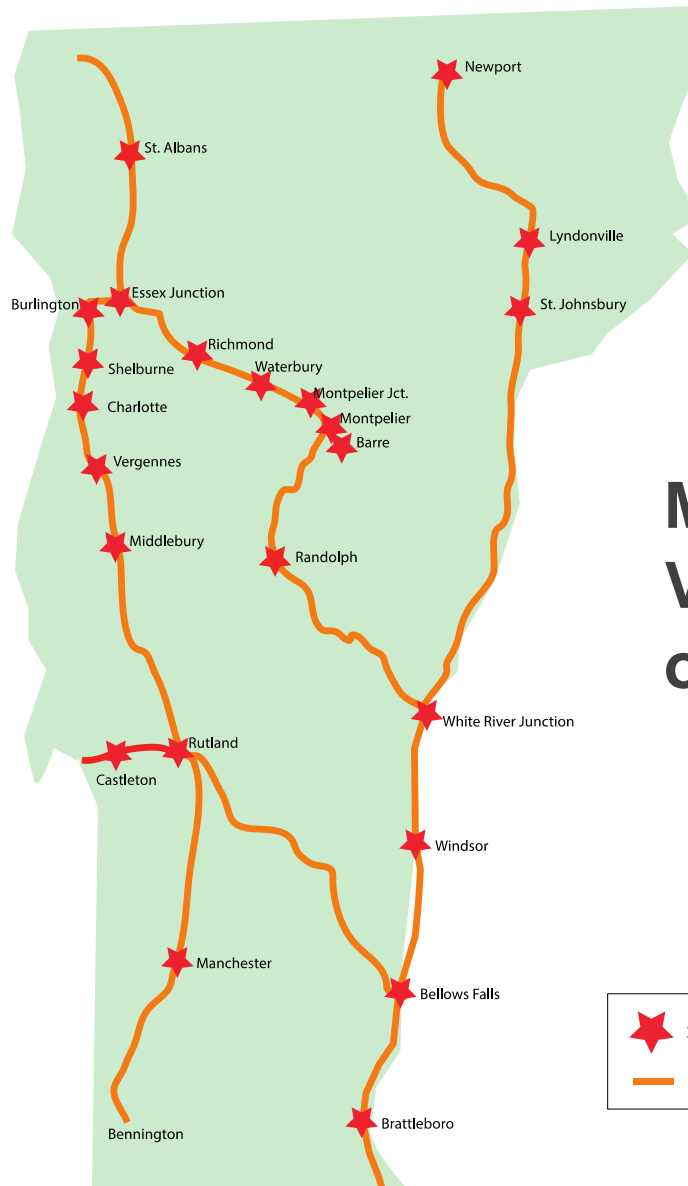 Newport
St. Albans
Lyndonville
Essex Junction
Burlington
St. Johnsbury
Richmond
Waterbury
Shelburne
Montpelier Jct.
Charlotte
Montpelier
Barre
Vergennes
M
Middlebury
Randolph
V
White River Junction
Rutland
Castleton
Windsor
Manchester
Bellows Falls
Brattleboro
Bennington